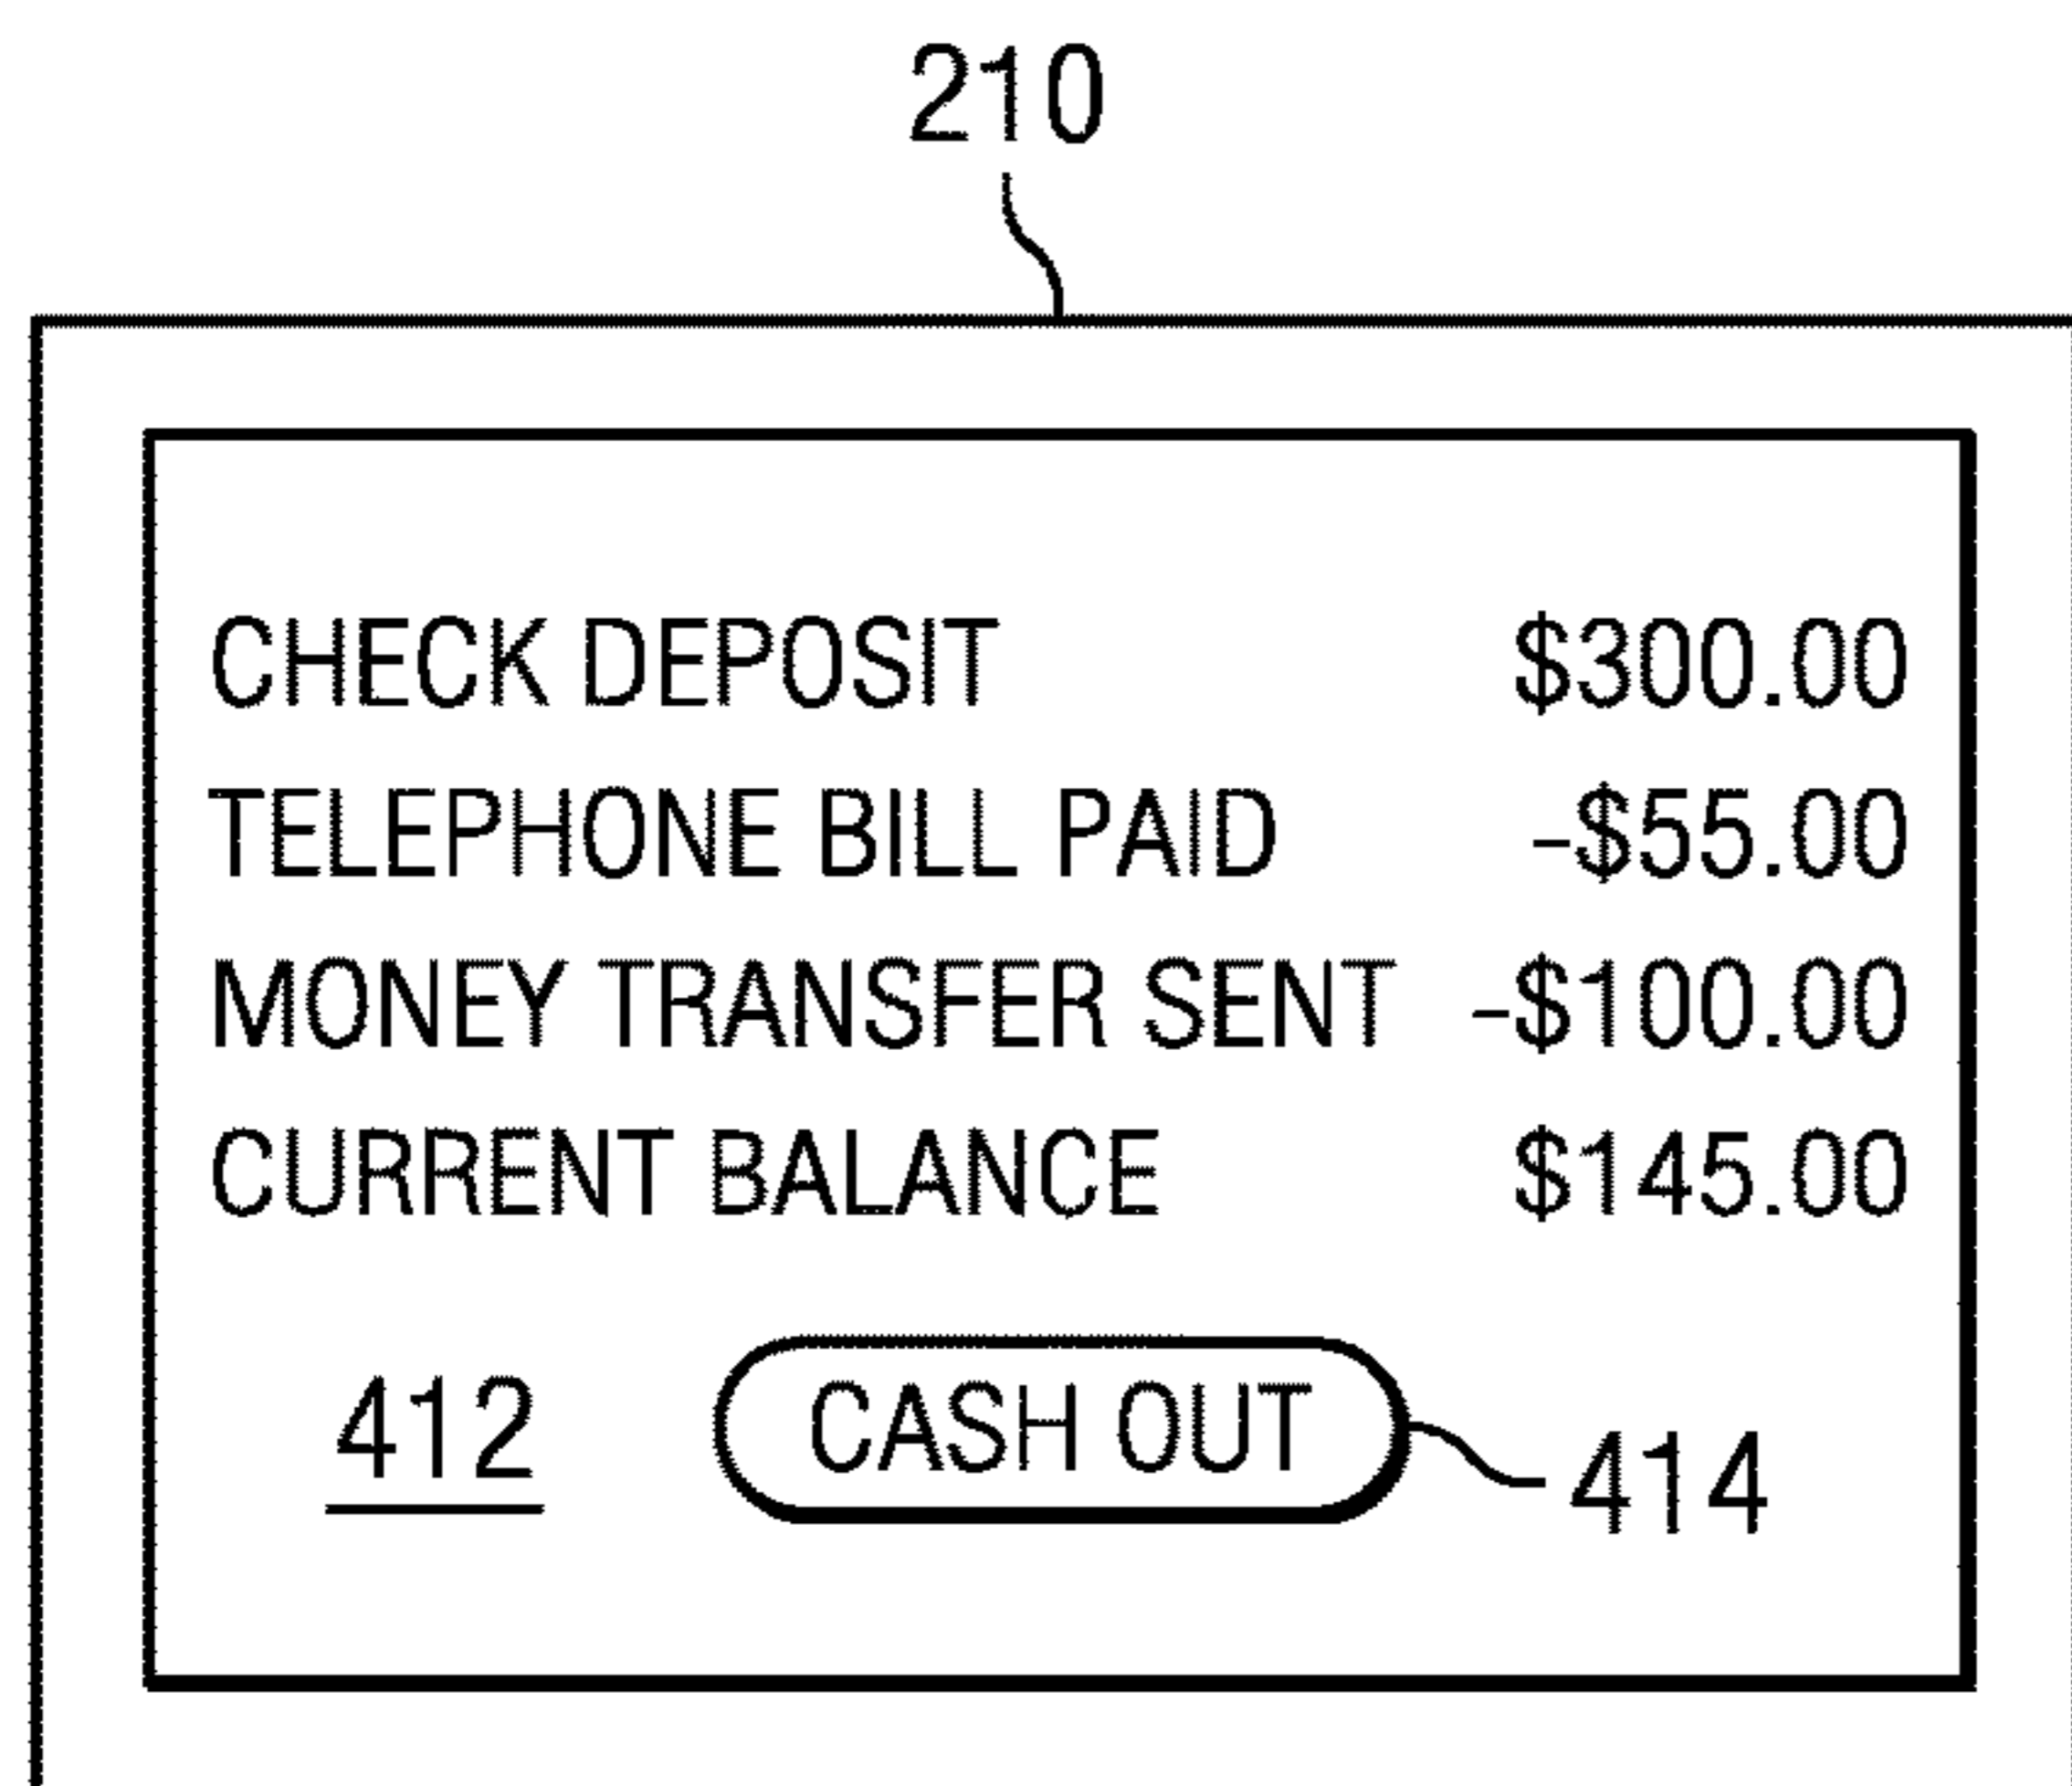 210
CHECK DEPOSIT $300.00
TELEPHONE BILL PAID -$55.00
MONEY TRANSFER SENT -$100.00
CURRENT BALANCE $145.00
412 CASH OUT 414